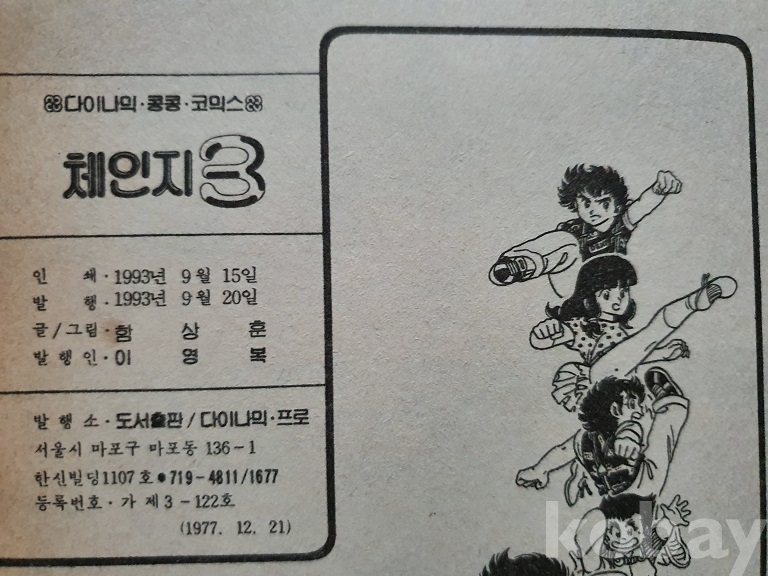 다이나믹·콩콩·코믹스
체인지3
인 쇄·1993년 9월 15일
발 행·1993년 9월 20일
글/그림·함 상 훈
발행인·이 영 복
발행소·도서출판/다이나믹·프로
서울시 마포구 마포동 136-1
한신빌딩1107호●719-4811/1677
등록번호·가 제3-122호
(1977. 12. 21)
kobay